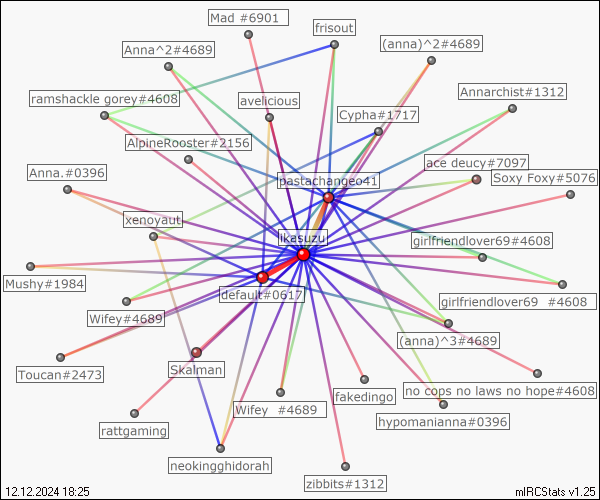 Mad #6901
frisout
Anna^2#4689
(anna)^2#4689
ramshackle gorey#4608
avelicious
Annarchist#1312
Cypha#1717
AlpineRooster#2156
ace deucy#7097
Anna.#0396
pastachangeo41
Soxy Foxy#5076
xenoyaut
likasuzu
girlfriendlover69#4608
Mushy#1984
default#0617
girlfriendlover69 #4608
Wifey#4689
(anna)^3#4689
Toucan#2473
Skalman
fakedingo
no cops no laws no hope#4608
Wifey #4689
hypomanianna#0396
rattgaming
neokingghidorah
zibbits#1312
12.12.2024 18:25
mIRCStats v1.25